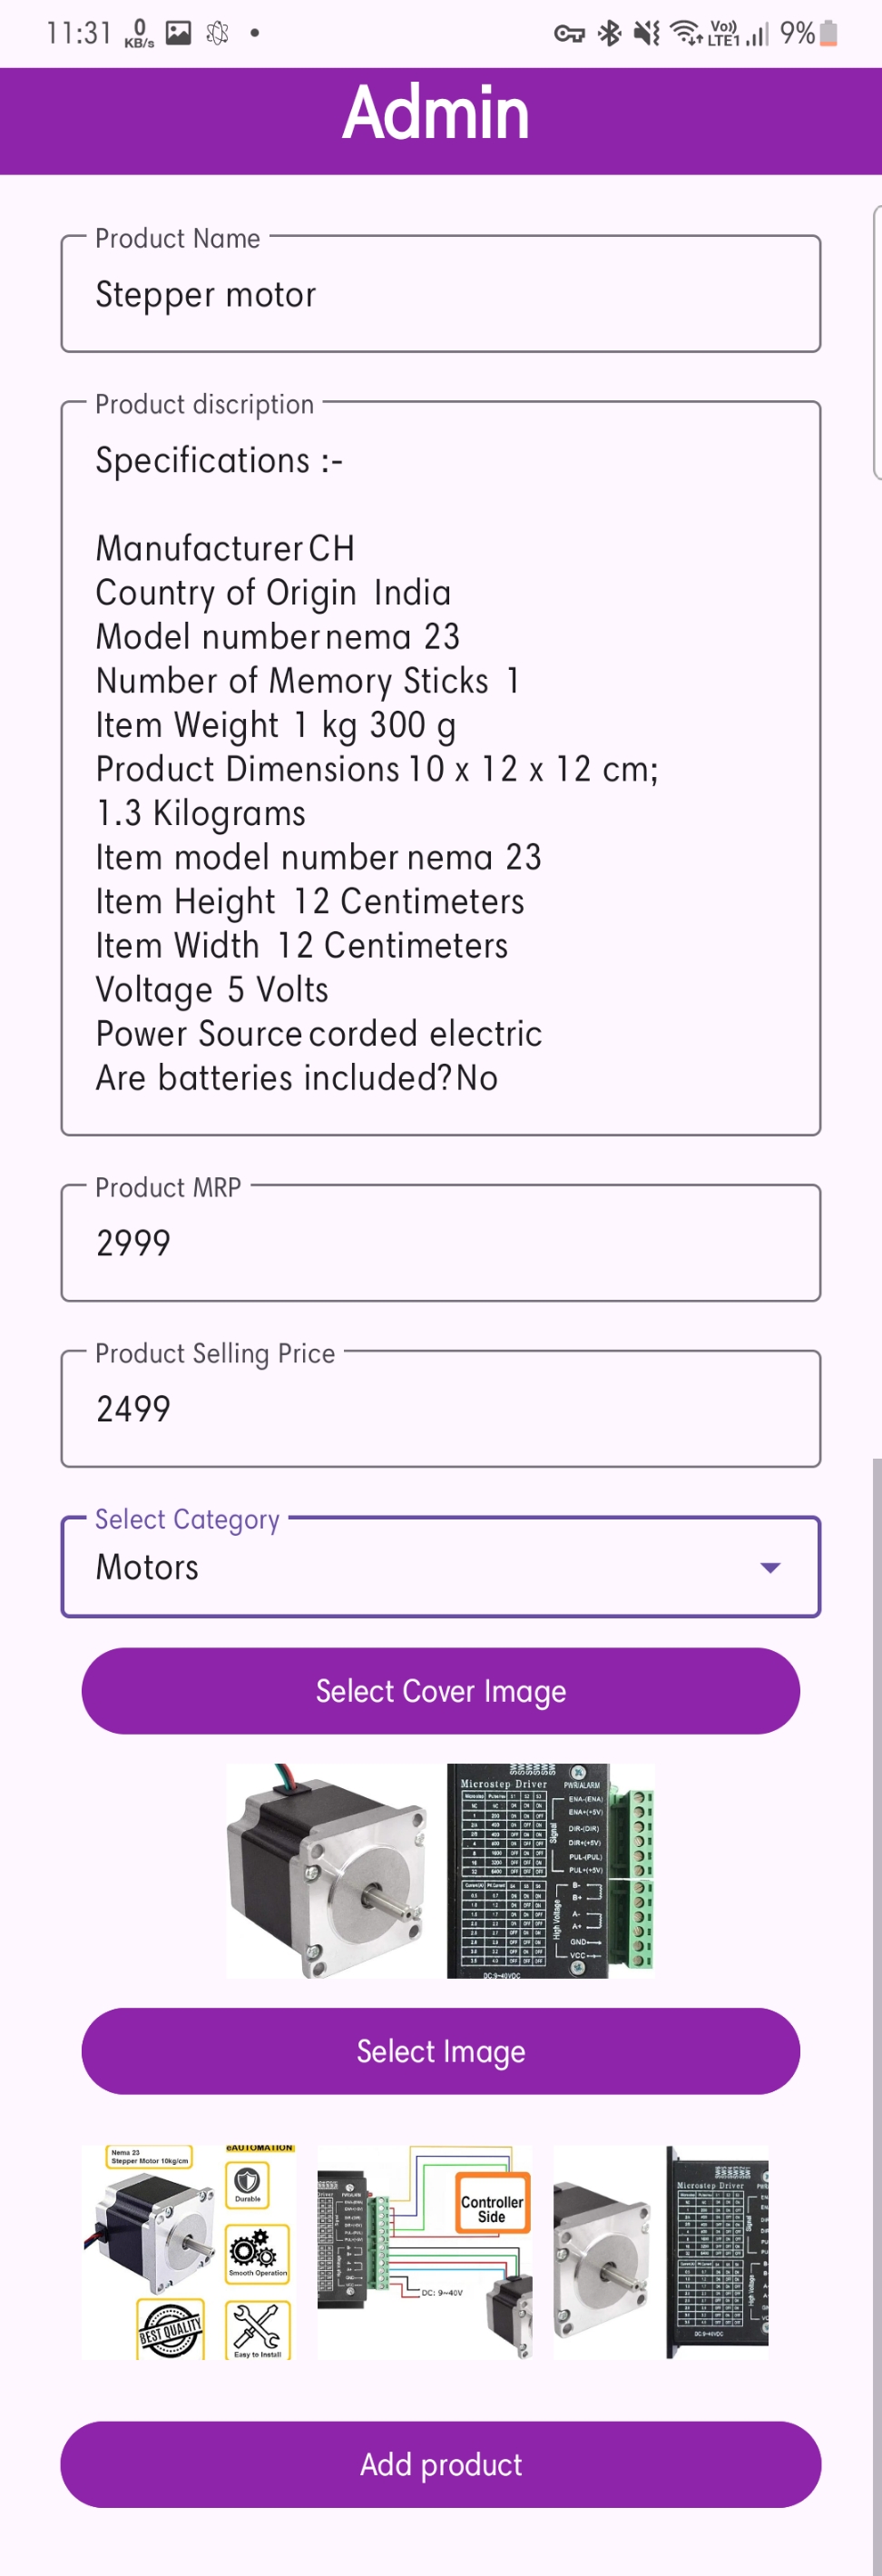 11:31 0 KB/s Vo)) LTE1 9%
Admin
Product Name
Stepper motor
Product discription
Specifications :-
Manufacturer CH
Country of Origin India
Model number nema 23
Number of Memory Sticks 1
Item Weight 1 kg 300 g
Product Dimensions 10 x 12 x 12 cm;
1.3 Kilograms
Item model number nema 23
Item Height 12 Centimeters
Item Width 12 Centimeters
Voltage 5 Volts
Power Source corded electric
Are batteries included? No
Product MRP
2999
Product Selling Price
2499
Select Category
Motors
Select Cover Image
Microstep Driver
PWR/ALARM
ENA-(ENA)
ENA+(+5V)
DIR-(DIR)
DIR+(+5V)
PUL-(PUL)
PUL+(+5V)
Signal
B-
B+
A-
A+
GND
VCC
High Voltage
DC:9-40VDC
Select Image
Nema 23
Stepper Motor 10kg/cm
eAUTOMATION
Durable
Smooth Operation
BEST QUALITY
Easy to Install
Controller
Side
DC: 9~40V
Microstep Driver
Signal
High Voltage
DC:9-40VDC
Add product